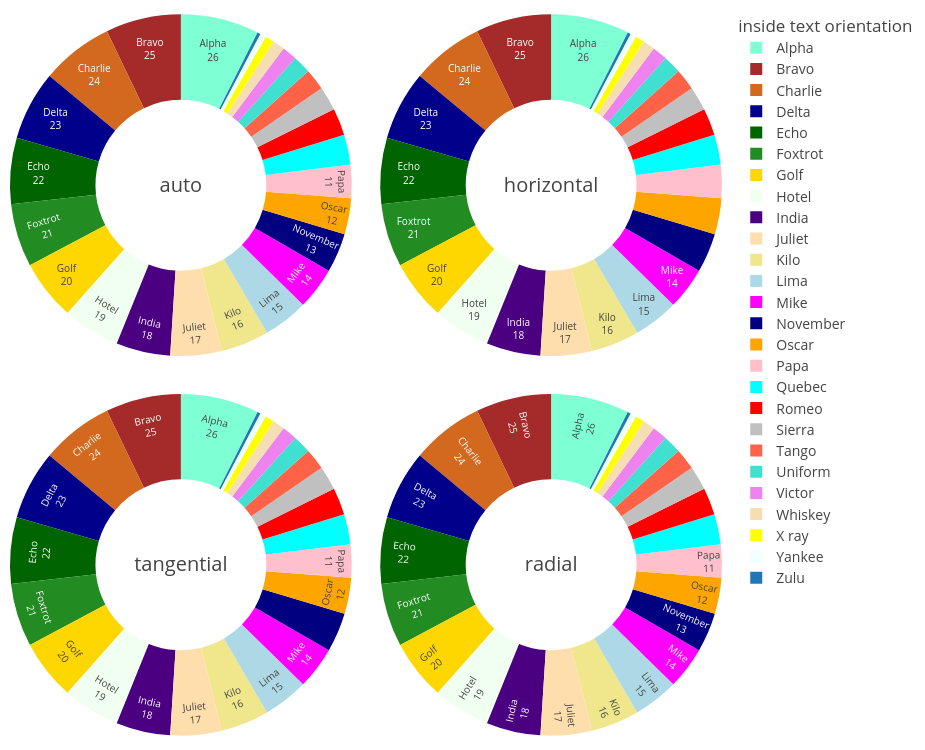 inside text orientation
Alpha
Bravo
Charlie
Delta
Echo
Foxtrot
Golf
Hotel
India
Juliet
Kilo
Lima
Mike
November
Oscar
Papa
Quebec
Romeo
Sierra
Tango
Uniform
Victor
Whiskey
X ray
Yankee
Zulu
auto
Alpha
26
Bravo
25
Charlie
24
Delta
23
Echo
22
Foxtrot
21
Golf
20
Hotel
19
India
18
Juliet
17
Kilo
16
Lima
15
Mike
14
November
13
Oscar
12
Papa
11
horizontal
Alpha
26
Bravo
25
Charlie
24
Delta
23
Echo
22
Foxtrot
21
Golf
20
Hotel
19
India
18
Juliet
17
Kilo
16
Lima
15
Mike
14
tangential
Alpha
26
Bravo
25
Charlie
24
Delta
23
Echo
22
Foxtrot
21
Golf
20
Hotel
19
India
18
Juliet
17
Kilo
16
Lima
15
Mike
14
Oscar
12
Papa
11
radial
Alpha
26
Bravo
25
Charlie
24
Delta
23
Echo
22
Foxtrot
21
Golf
20
Hotel
19
India
18
Juliet
17
Kilo
16
Lima
15
Mike
14
November
13
Oscar
12
Papa
11